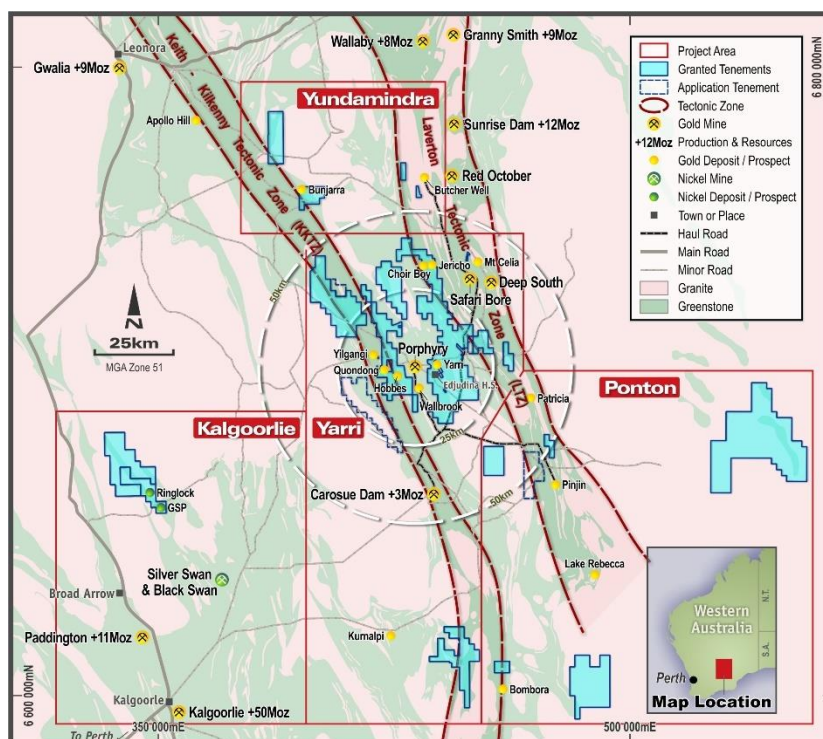 Leonora
Gwalia +9Moz
Apollo Hill
Keith
Kilkenny
Tectonic
Zone
(KKTZ)
Yundamindra
Bunjarra
Wallaby +8Moz
Granny Smith +9Moz
Laverton
Tectonic
Zone
(LTZ)
Sunrise Dam +12Moz
Red October
Butcher Well
Choir Boy
Jericho
Mt Celia
Deep South
Safari Bore
50km
25km
N
25km
MGA Zone 51
Yilgangi
Quondong
Hobbes
Porphyry
Yarri
Edjudina H.S.
Wallbrook
25km
50km
Patricia
Ponton
Kalgoorlie
Yarri
Carosue Dam +3Moz
Pinjin
Ringlock
GSP
Silver Swan
& Black Swan
Broad Arrow
Lake Rebecca
Paddington +11Moz
Kurnalpi
Bombora
Kalgoorle
Kalgoorlie +50Moz
To Perth
350 000mE
500 000mE
6 800 000mN
6 600 000mN
Project Area
Granted Tenements
Application Tenement
Tectonic Zone
Gold Mine
+12Moz Production & Resources
Gold Deposit / Prospect
Nickel Mine
Nickel Deposit / Prospect
Town or Place
Haul Road
Main Road
Minor Road
Granite
Greenstone
Western
Australia
N.T.
S.A.
Perth
Map Location